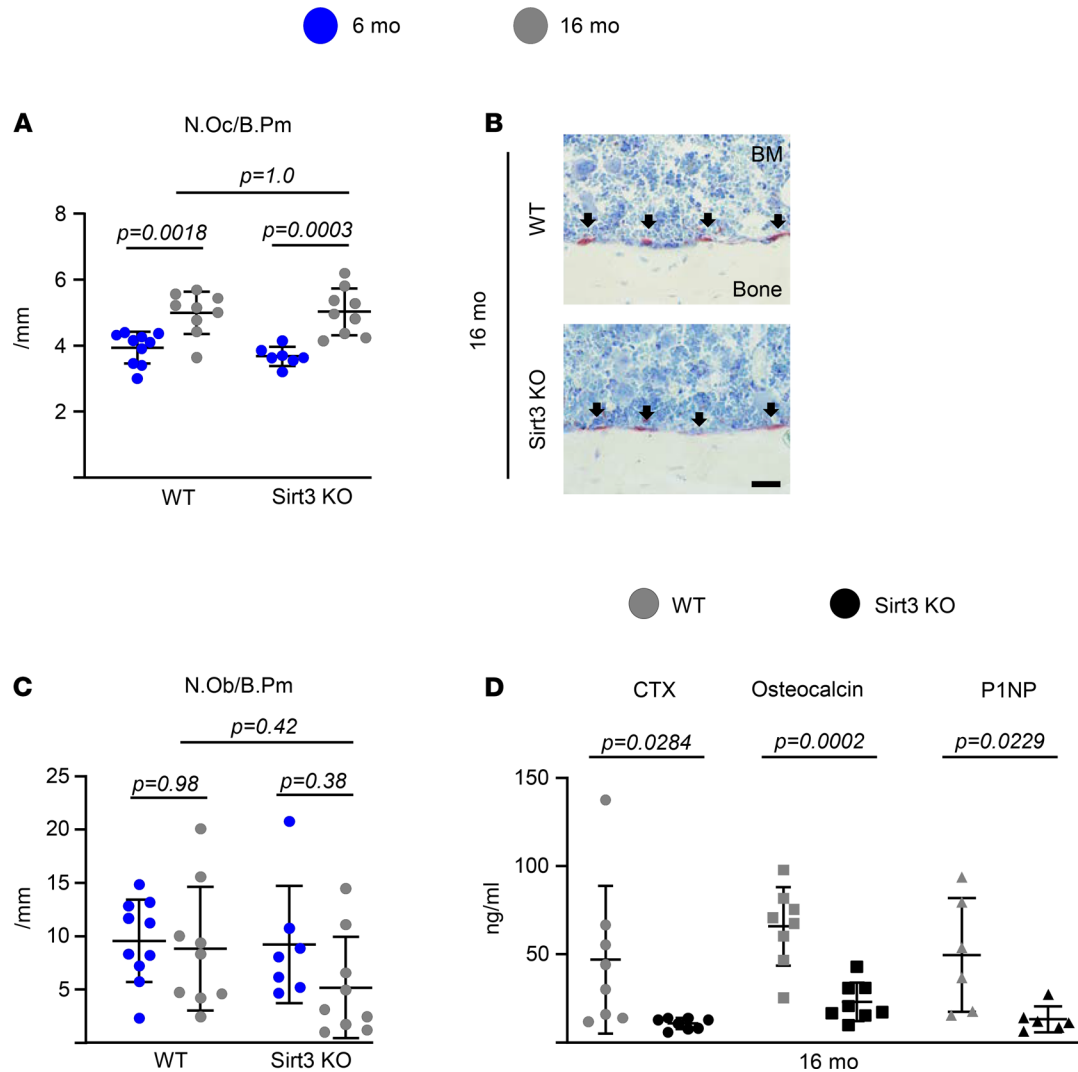 6 mo
16 mo
A
N.Oc/B.Pm
p=1.0
p=0.0018
p=0.0003
8
6
4
2
/mm
WT
Sirt3 KO
B
16 mo
WT
BM
Bone
Sirt3 KO
WT
Sirt3 KO
C
N.Ob/B.Pm
p=0.42
p=0.98
p=0.38
25
20
15
10
5
/mm
WT
Sirt3 KO
D
CTX
Osteocalcin
P1NP
p=0.0284
p=0.0002
p=0.0229
150
100
50
ng/ml
16 mo